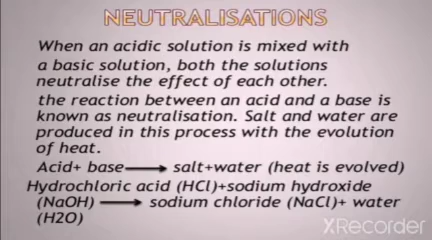 NEUTRALISATIONS
When an acidic solution is mixed with
a basic solution, both the solutions
neutralise the effect of each other.
the reaction between an acid and a base is
known as neutralisation. Salt and water are
produced in this process with the evolution
of heat.
Acid+ base⟶ salt+water (heat is evolved)
Hydrochloric acid (HCl)+sodium hydroxide
(NaOH) ⟶ sodium chloride (NaCl)+ water
(H2O)
XRecorder